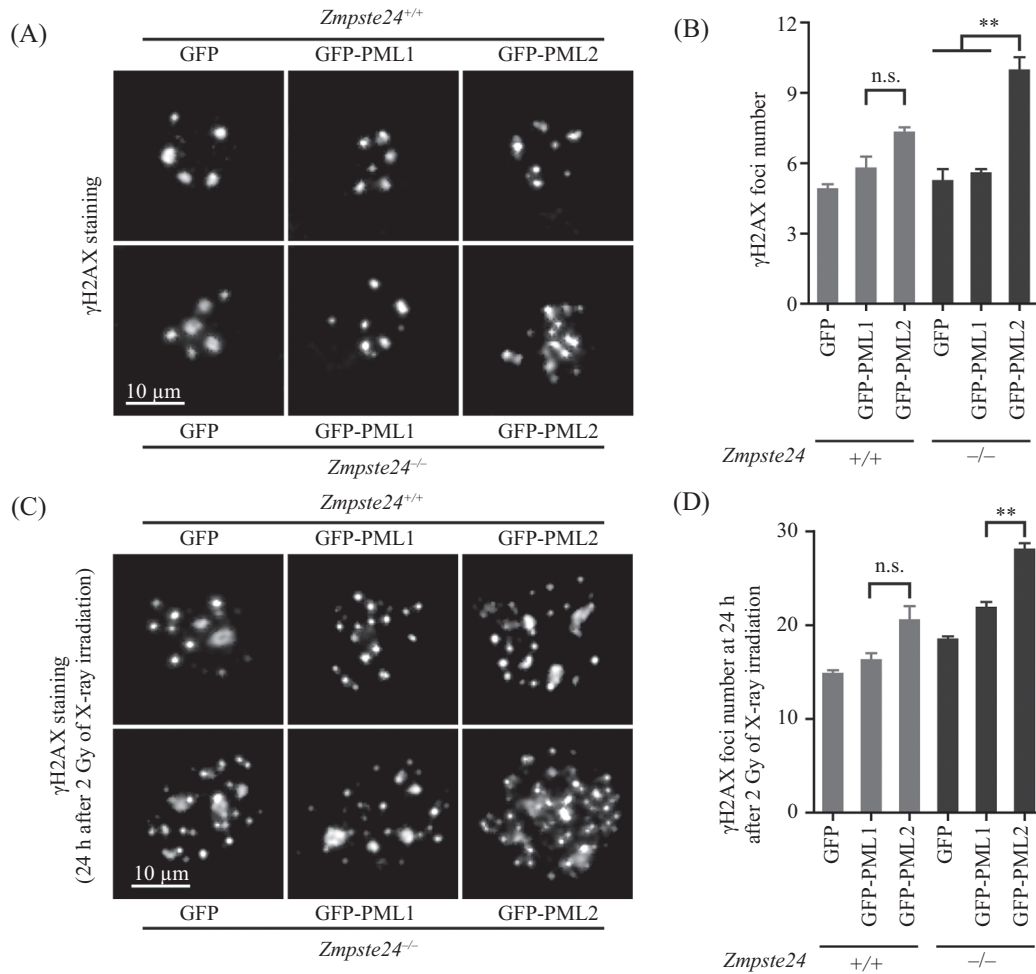 (A)
Zmpste24+/+
GFP GFP-PML1 GFP-PML2
γH2AX staining
10 µm
GFP GFP-PML1 GFP-PML2
Zmpste24–/–
(B)
12
9
6
3
0
γH2AX foci number
n.s.
**
GFP
GFP-PML1
GFP-PML2
GFP
GFP-PML1
GFP-PML2
Zmpste24 +/+ –/–
(C)
Zmpste24+/+
GFP GFP-PML1 GFP-PML2
γH2AX staining
(24 h after 2 Gy of X-ray irradiation)
10 µm
GFP GFP-PML1 GFP-PML2
Zmpste24–/–
(D)
30
20
10
0
γH2AX foci number at 24 h
after 2 Gy of X-ray irradiation
n.s.
**
GFP
GFP-PML1
GFP-PML2
GFP
GFP-PML1
GFP-PML2
Zmpste24 +/+ –/–